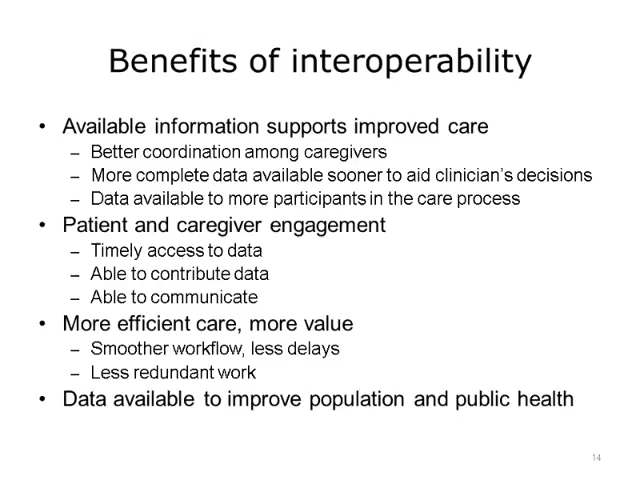 Benefits of interoperability
• Available information supports improved care
– Better coordination among caregivers
– More complete data available sooner to aid clinician's decisions
– Data available to more participants in the care process
• Patient and caregiver engagement
– Timely access to data
– Able to contribute data
– Able to communicate
• More efficient care, more value
– Smoother workflow, less delays
– Less redundant work
• Data available to improve population and public health
14